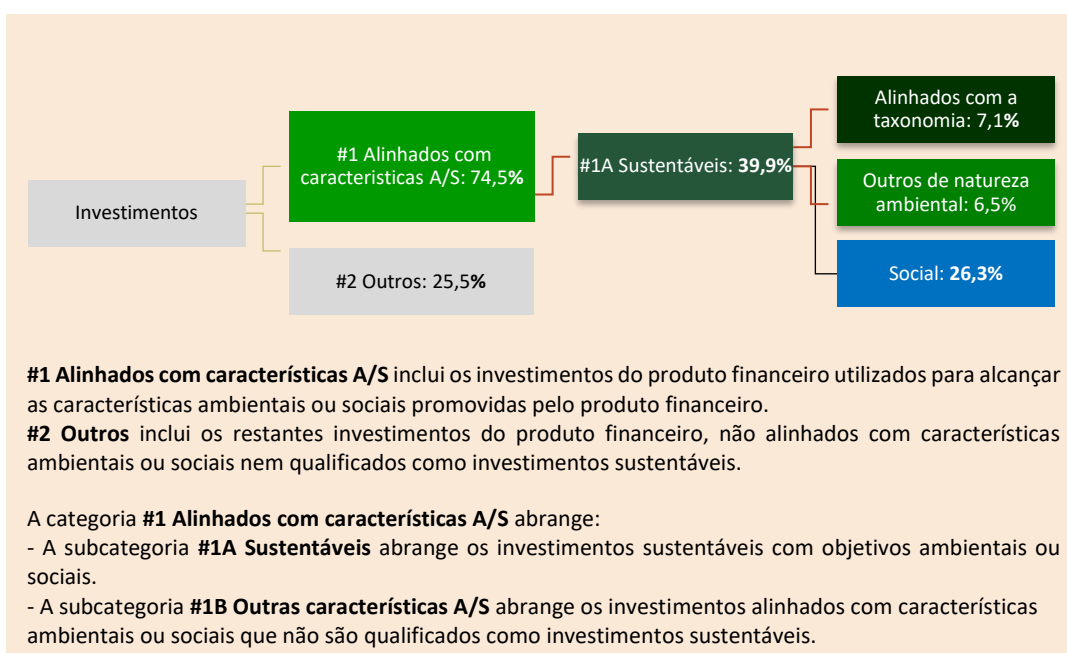 Investimentos
#1 Alinhados com
caracteristicas A/S: 74,5%
#2 Outros: 25,5%
#1A Sustentáveis: 39,9%
Alinhados com a
taxonomia: 7,1%
Outros de natureza
ambiental: 6,5%
Social: 26,3%
#1 Alinhados com características A/S inclui os investimentos do produto financeiro utilizados para alcançar
as características ambientais ou sociais promovidas pelo produto financeiro.
#2 Outros inclui os restantes investimentos do produto financeiro, não alinhados com características
ambientais ou sociais nem qualificados como investimentos sustentáveis.
A categoria #1 Alinhados com características A/S abrange:
- A subcategoria #1A Sustentáveis abrange os investimentos sustentáveis com objetivos ambientais ou
sociais.
- A subcategoria #1B Outras características A/S abrange os investimentos alinhados com características
ambientais ou sociais que não são qualificados como investimentos sustentáveis.